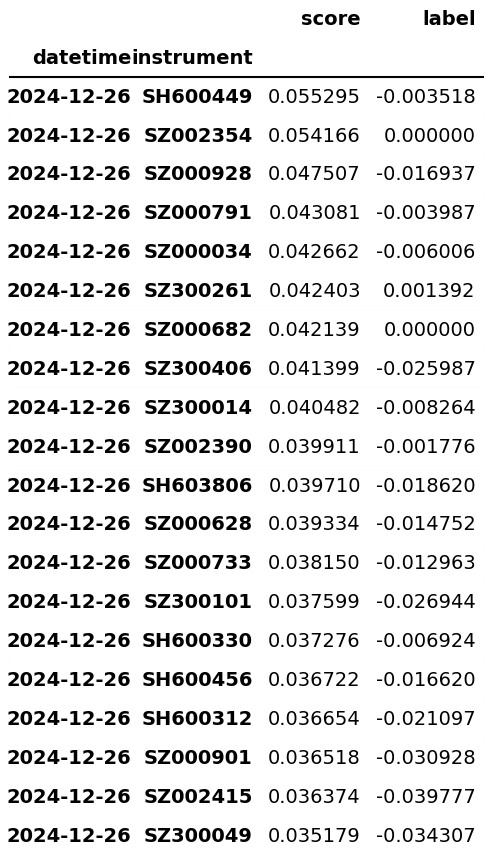 score label
datetime instrument
2024-12-26 SH600449 0.055295 -0.003518
2024-12-26 SZ002354 0.054166 0.000000
2024-12-26 SZ000928 0.047507 -0.016937
2024-12-26 SZ000791 0.043081 -0.003987
2024-12-26 SZ000034 0.042662 -0.006006
2024-12-26 SZ300261 0.042403 0.001392
2024-12-26 SZ000682 0.042139 0.000000
2024-12-26 SZ300406 0.041399 -0.025987
2024-12-26 SZ300014 0.040482 -0.008264
2024-12-26 SZ002390 0.039911 -0.001776
2024-12-26 SH603806 0.039710 -0.018620
2024-12-26 SZ000628 0.039334 -0.014752
2024-12-26 SZ000733 0.038150 -0.012963
2024-12-26 SZ300101 0.037599 -0.026944
2024-12-26 SH600330 0.037276 -0.006924
2024-12-26 SH600456 0.036722 -0.016620
2024-12-26 SH600312 0.036654 -0.021097
2024-12-26 SZ000901 0.036518 -0.030928
2024-12-26 SZ002415 0.036374 -0.039777
2024-12-26 SZ300049 0.035179 -0.034307